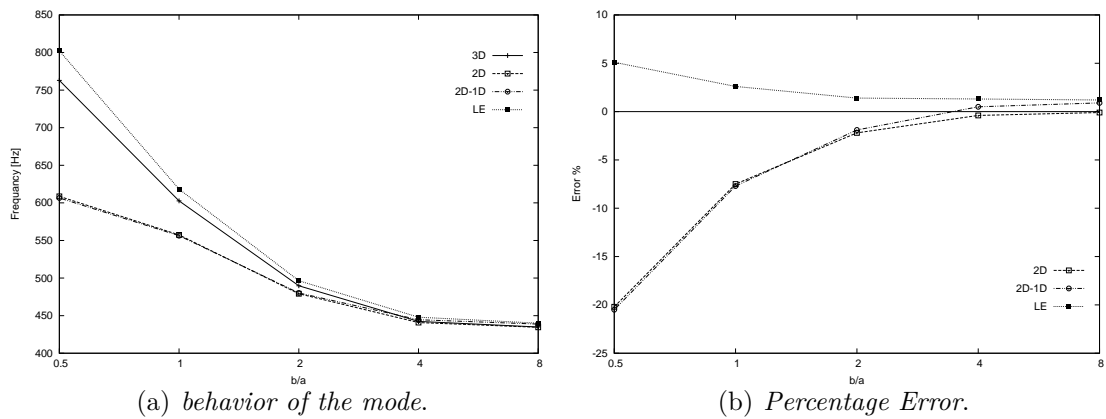 850
800
750
700
650
600
550
500
450
400
Frequancy [Hz]
0.5 1 2 4 8
b/a
3D
2D
2D-1D
LE
(a) behavior of the mode.
10
5
0
-5
-10
-15
-20
-25
Error %
0.5 1 2 4 8
b/a
2D
2D-1D
LE
(b) Percentage Error.